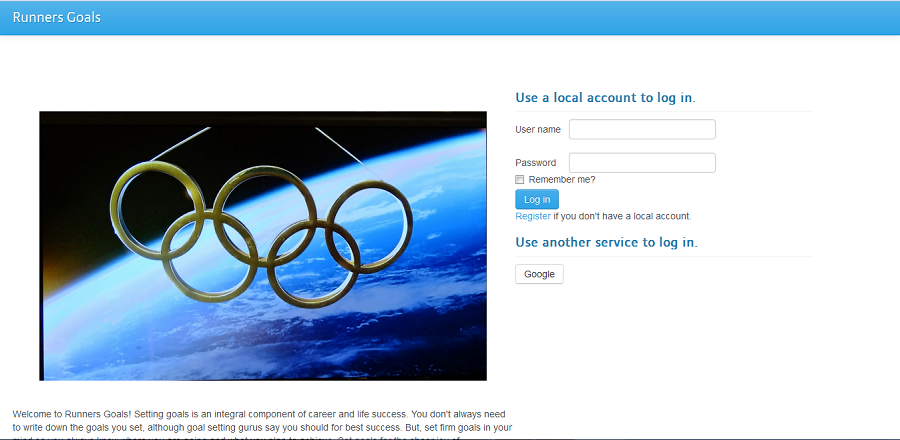 Runners Goals
Use a local account to log in.
User name
Password
Remember me?
Log in
Register if you don't have a local account.
Use another service to log in.
Google
Welcome to Runners Goals! Setting goals is an integral component of career and life success. You don't always need
to write down the goals you set, although goal setting gurus say you should for best success. But, set firm goals in your